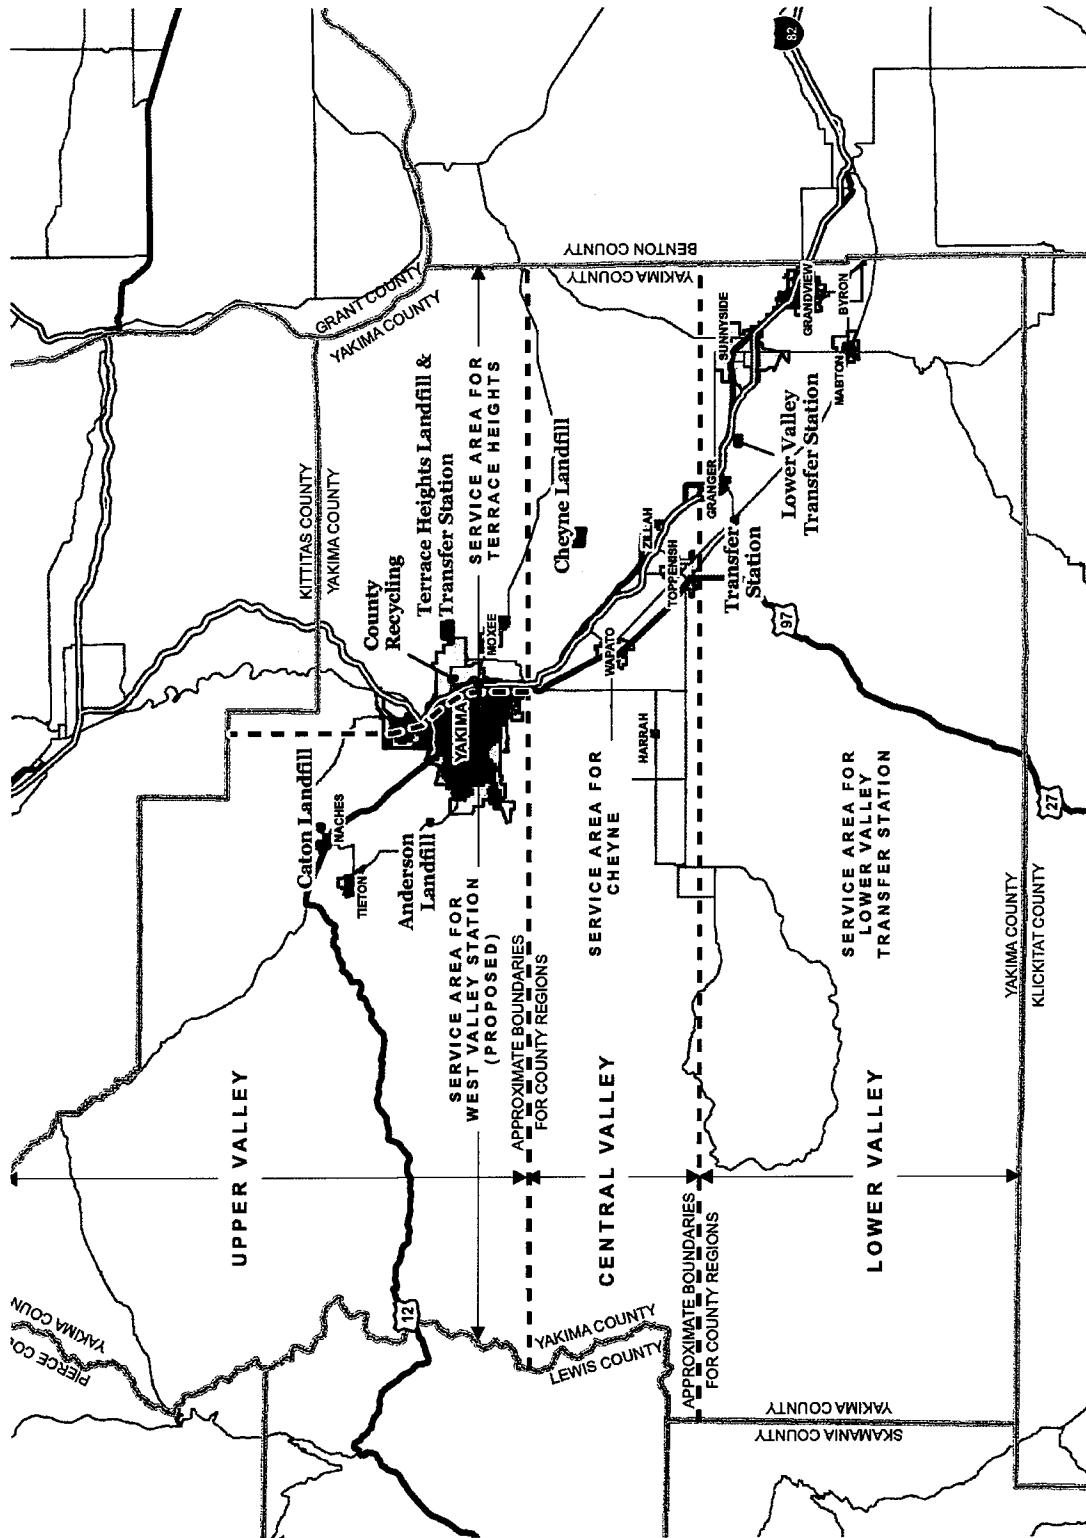 PIERCE CO
YAKIMA COUN
12
UPPER VALLEY
CENTRAL VALLEY
LOWER VALLEY
YAKIMA COUNTY
LEWIS COUNTY
APPROXIMATE BOUNDARIES
FOR COUNTY REGIONS
APPROXIMATE BOUNDARIES
FOR COUNTY REGIONS
YAKIMA COUNTY
SKAMANIA COUNTY
SERVICE AREA FOR
WEST VALLEY STATION
(PROPOSED)
SERVICE AREA FOR
CHEYNE
SERVICE AREA FOR
LOWER VALLEY
TRANSFER STATION
YAKIMA COUNTY
KLICKITAT COUNTY
Caton Landfill
NACHES
TIETON
Anderson
Landfill
YAKIMA
HARRAH
WAPATO
MOXEE
County
Recycling
Terrace Heights Landfill &
Transfer Station
SERVICE AREA FOR
TERRACE HEIGHTS
Cheyne Landfill
KITTITAS COUNTY
YAKIMA COUNTY
GRANT COUNTY
YAKIMA COUNTY
ZILLAH
TOPPENISH
Transfer
Station
97
27
GRANGER
Lower Valley
Transfer Station
SUNNYSIDE
GRANDVIEW
BYRON
MABTON
BENTON COUNTY
YAKIMA COUNTY
82